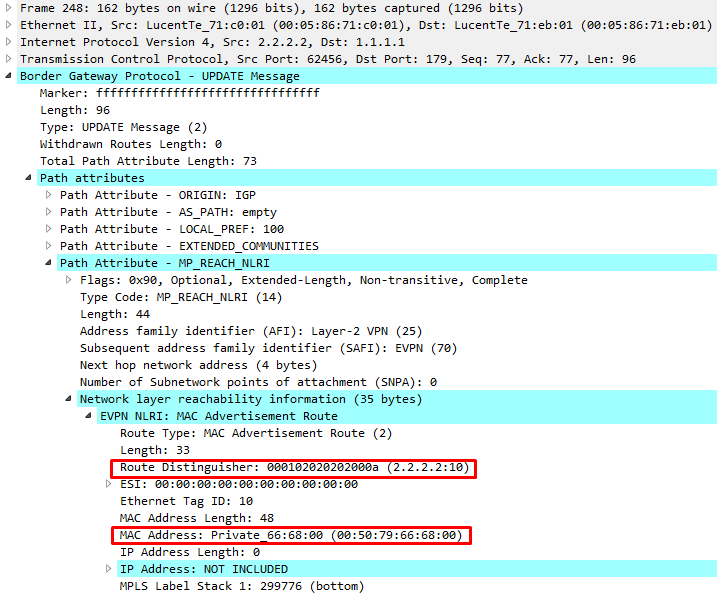 Frame 248: 162 bytes on wire (1296 bits), 162 bytes captured (1296 bits)
Ethernet II, Src: LucentTe_71:c0:01 (00:05:86:71:c0:01), Dst: LucentTe_71:eb:01 (00:05:86:71:eb:01)
Internet Protocol Version 4, Src: 2.2.2.2, Dst: 1.1.1.1
Transmission Control Protocol, Src Port: 62456, Dst Port: 179, Seq: 77, Ack: 77, Len: 96
Border Gateway Protocol - UPDATE Message
Marker: ffffffffffffffffffffffffffffffff
Length: 96
Type: UPDATE Message (2)
Withdrawn Routes Length: 0
Total Path Attribute Length: 73
Path attributes
Path Attribute - ORIGIN: IGP
Path Attribute - AS_PATH: empty
Path Attribute - LOCAL_PREF: 100
Path Attribute - EXTENDED_COMMUNITIES
Path Attribute - MP_REACH_NLRI
Flags: 0x90, Optional, Extended-Length, Non-transitive, Complete
Type Code: MP_REACH_NLRI (14)
Length: 44
Address family identifier (AFI): Layer-2 VPN (25)
Subsequent address family identifier (SAFI): EVPN (70)
Next hop network address (4 bytes)
Number of Subnetwork points of attachment (SNPA): 0
Network layer reachability information (35 bytes)
EVPN NLRI: MAC Advertisement Route
Route Type: MAC Advertisement Route (2)
Length: 33
Route Distinguisher: 000102020202000a (2.2.2.2:10)
ESI: 00:00:00:00:00:00:00:00:00:00
Ethernet Tag ID: 10
MAC Address Length: 48
MAC Address: Private_66:68:00 (00:50:79:66:68:00)
IP Address Length: 0
IP Address: NOT INCLUDED
MPLS Label Stack 1: 299776 (bottom)